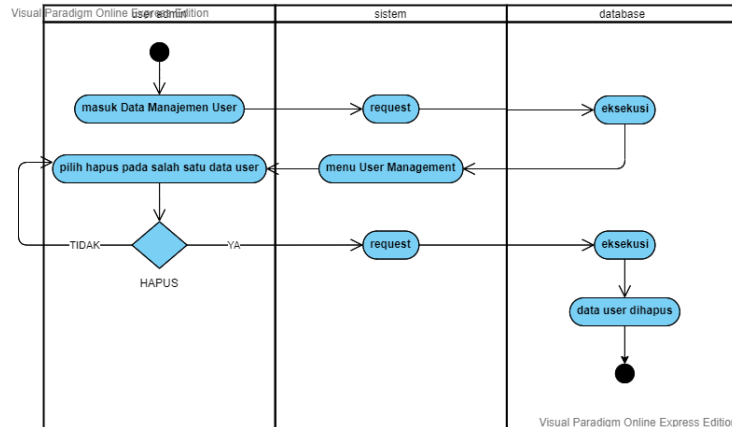 Visual Paradigm Online Express Edition
user admin
sistem
database
masuk Data Manajemen User
request
eksekusi
pilih hapus pada salah satu data user
menu User Management
TIDAK
YA
request
eksekusi
HAPUS
data user dihapus
Visual Paradigm Online Express Edition